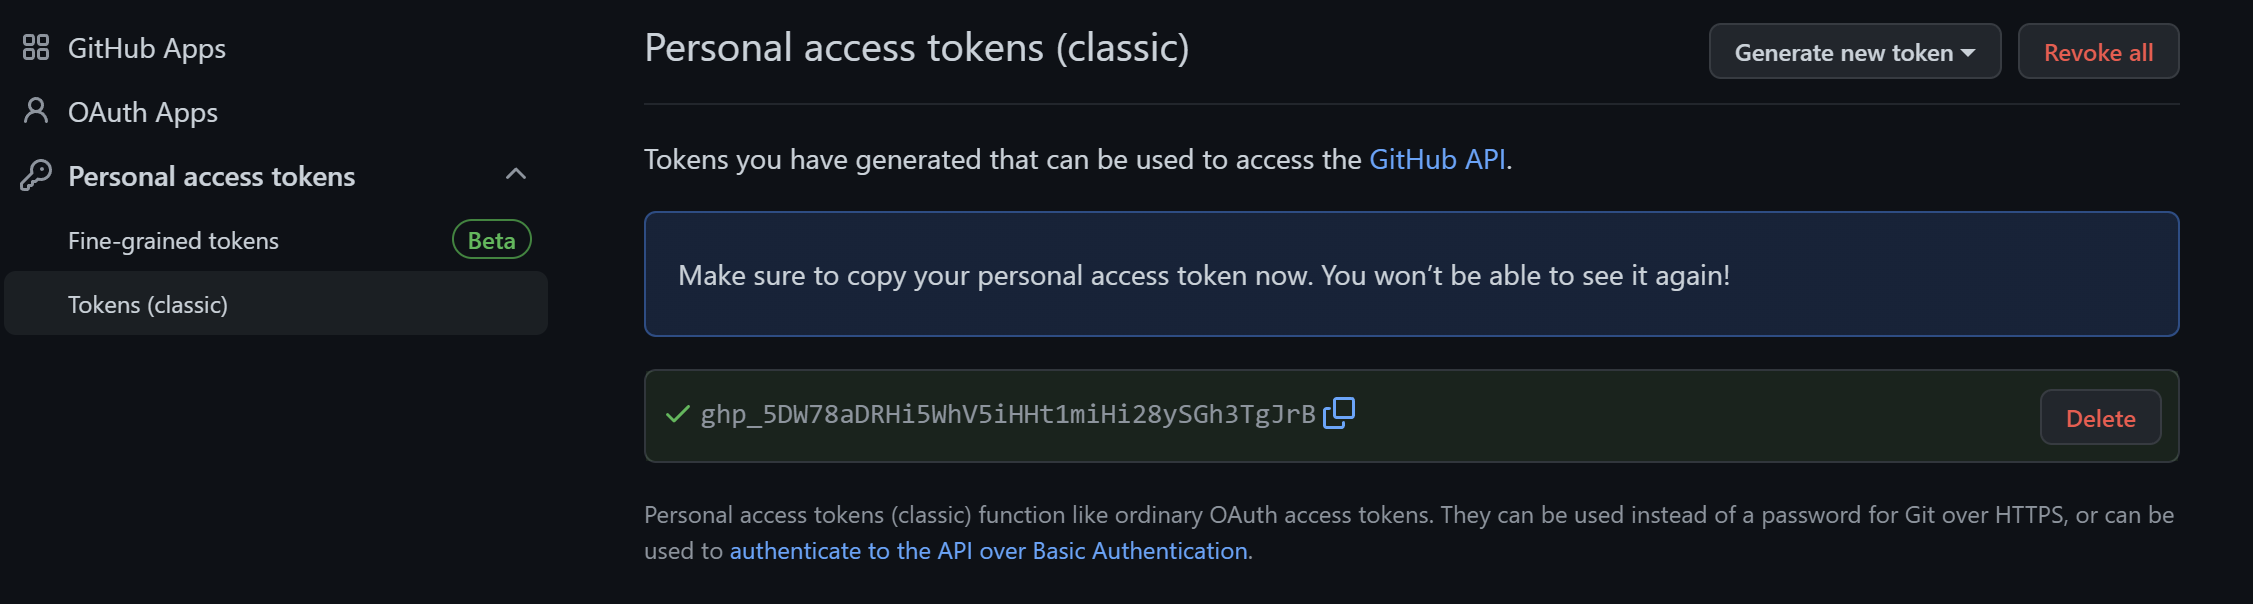 GitHub Apps
OAuth Apps
Personal access tokens
Fine-grained tokens Beta
Tokens (classic)
Personal access tokens (classic)
Generate new token
Revoke all
Tokens you have generated that can be used to access the GitHub API.
Make sure to copy your personal access token now. You won’t be able to see it again!
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
Delete
Personal access tokens (classic) function like ordinary OAuth access tokens. They can be used instead of a password for Git over HTTPS, or can be
used to authenticate to the API over Basic Authentication.